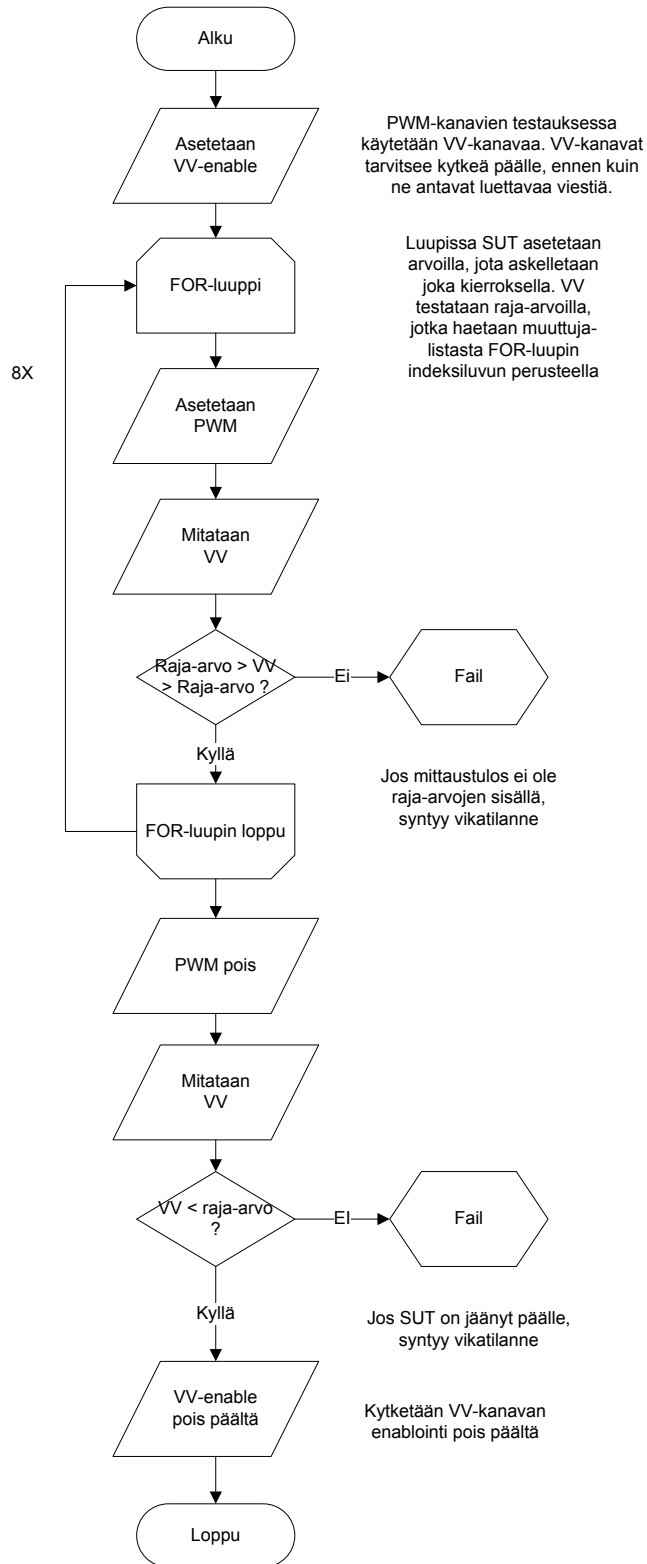 Alku
Asetetaan
VV-enable
PWM-kanavien testauksessa
käytetään VV-kanavaa. VV-kanavat
tarvitsee kytkeä päälle, ennen kuin
ne antavat luettavaa viestiä.
FOR-luuppi
Luupissa SUT asetetaan
arvoilla, jota askelletaan
joka kierroksella. VV
testataan raja-arvoilla,
jotka haetaan muuttuja-
listasta FOR-luupin
indeksiluvun perusteella
8X
Asetetaan
PWM
Mitataan
VV
Raja-arvo > VV
> Raja-arvo ?
Ei
Fail
Kyllä
Jos mittaustulos ei ole
raja-arvojen sisällä,
syntyy vikatilanne
FOR-luupin loppu
PWM pois
Mitataan
VV
VV < raja-arvo
?
EI
Fail
Kyllä
Jos SUT on jäänyt päälle,
syntyy vikatilanne
VV-enable
pois päältä
Kytketään VV-kanavan
enablointi pois päältä
Loppu